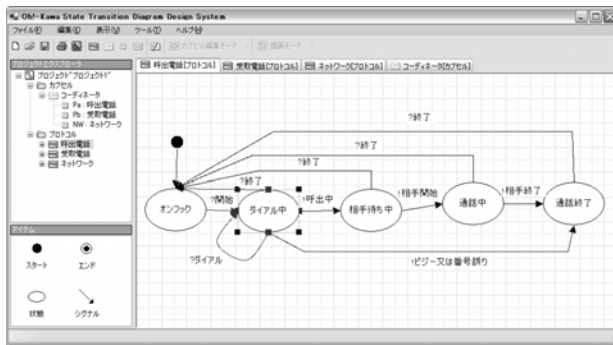 Oh!-Kawa State Transition Diagram Design System
ファイル(F) 編集(E) 表示(V) ツール(T) ヘルプ(H)
カプセル編集モード 描画モード
プロジェクトエクスプローラ
プロジェクト"プロジェクト1"
カプセル
コーディネータ
Pa：呼出電話
Pb：受取電話
NW：ネットワーク
プロトコル
呼出電話
受取電話
ネットワーク
アイテム
スタート エンド
状態 シグナル
呼出電話[プロトコル] 受取電話[プロトコル] ネットワーク[プロトコル] コーディネータ[カプセル]
?終了
?終了
?終了
?終了
オンフック
?開始
ダイアル中
!呼出中
相手待ち中
!相手開始
通話中
!相手終了
通話終了
?ダイアル
!ビジー又は番号誤り